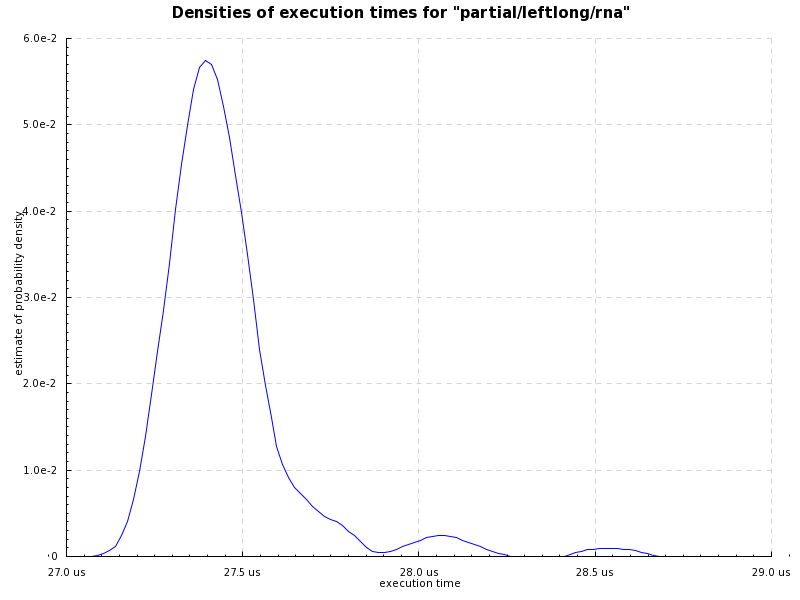 Densities of execution times for "partial/leftlong/rna"
6.0e-2
5.0e-2
4.0e-2
3.0e-2
2.0e-2
1.0e-2
0
estimate of probability density
27.0 us
27.5 us
28.0 us
28.5 us
29.0 us
execution time